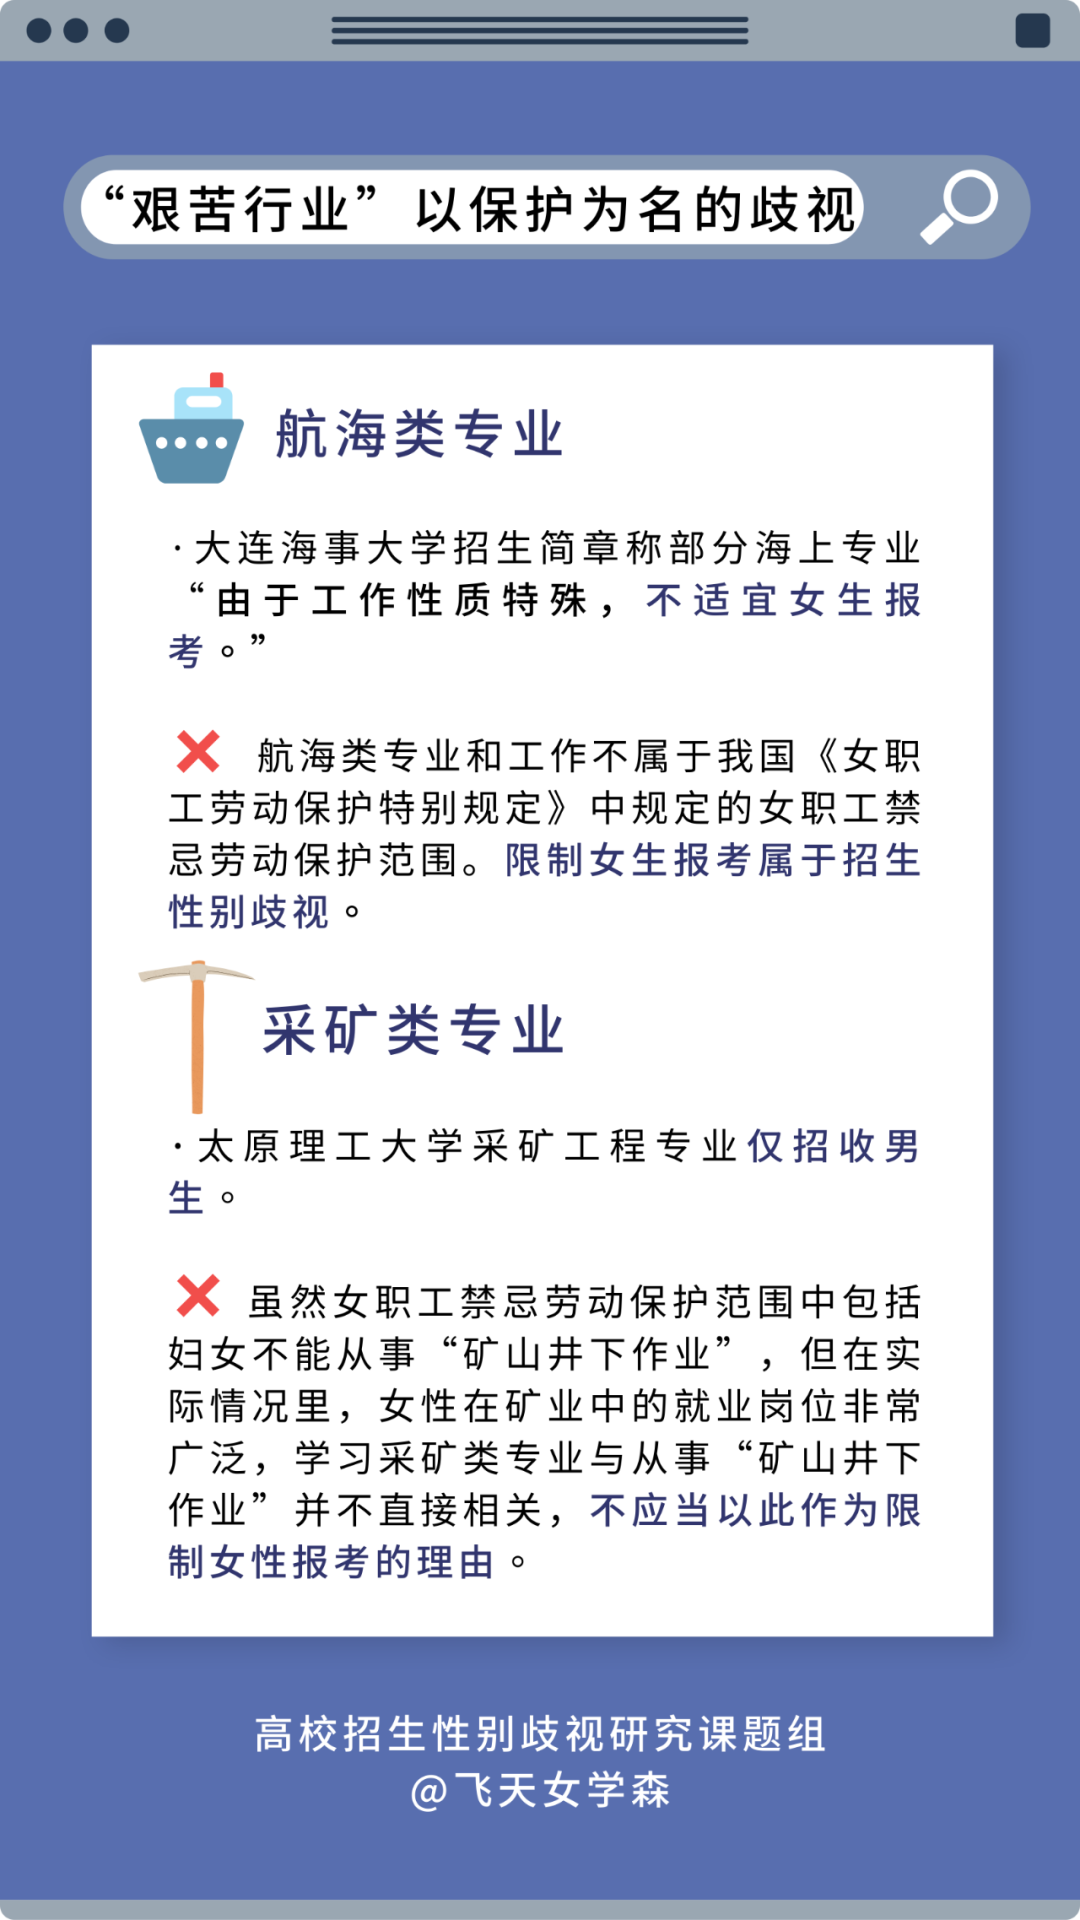 “艰苦行业”以保护为名的歧视
航海类专业
·大连海事大学招生简章称部分海上专业
“由于工作性质特殊，不适宜女生报
考。”
航海类专业和工作不属于我国《女职
工劳动保护特别规定》中规定的女职工禁
忌劳动保护范围。限制女生报考属于招生
性别歧视。
采矿类专业
·太原理工大学采矿工程专业仅招收男
生。
虽然女职工禁忌劳动保护范围中包括
妇女不能从事“矿山井下作业”，但在实
际情况里，女性在矿业中的就业岗位非常
广泛，学习采矿类专业与从事“矿山井下
作业”并不直接相关，不应当以此作为限
制女性报考的理由。
高校招生性别歧视研究课题组
@飞天女学森